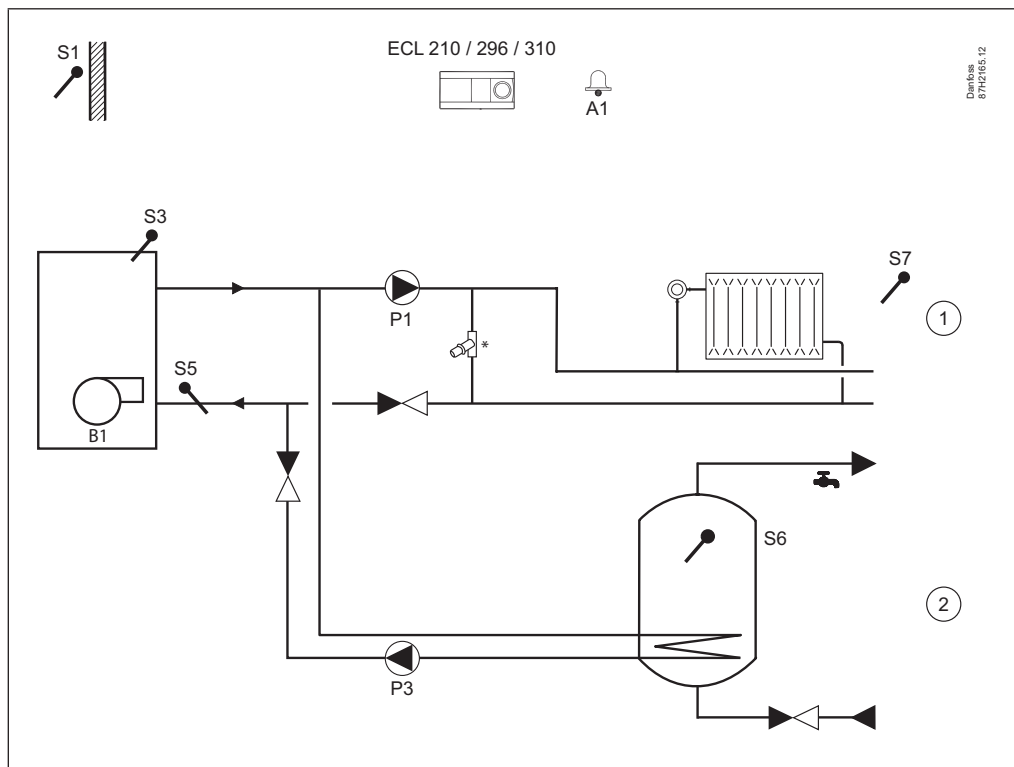 S1
ECL 210 / 296 / 310
A1
Danfoss
87H2165.12
S3
S7
P1
*
1
S5
B1
S6
2
P3